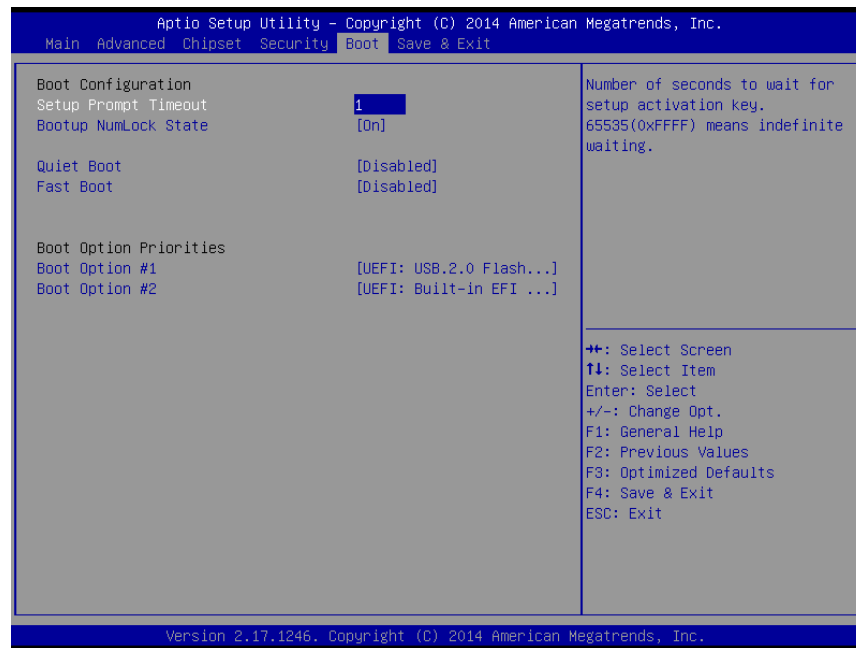 Aptio Setup Utility – Copyright (C) 2014 American Megatrends, Inc.
Main Advanced Chipset Security Boot Save & Exit
Boot Configuration
Setup Prompt Timeout 1
Bootup NumLock State [On]
Quiet Boot [Disabled]
Fast Boot [Disabled]
Boot Option Priorities
Boot Option #1 [UEFI: USB.2.0 Flash...]
Boot Option #2 [UEFI: Built-in EFI ...]
Number of seconds to wait for
setup activation key.
65535(0xFFFF) means indefinite
waiting.
→←: Select Screen
↑↓: Select Item
Enter: Select
+/-: Change Opt.
F1: General Help
F2: Previous Values
F3: Optimized Defaults
F4: Save & Exit
ESC: Exit
Version 2.17.1246. Copyright (C) 2014 American Megatrends, Inc.